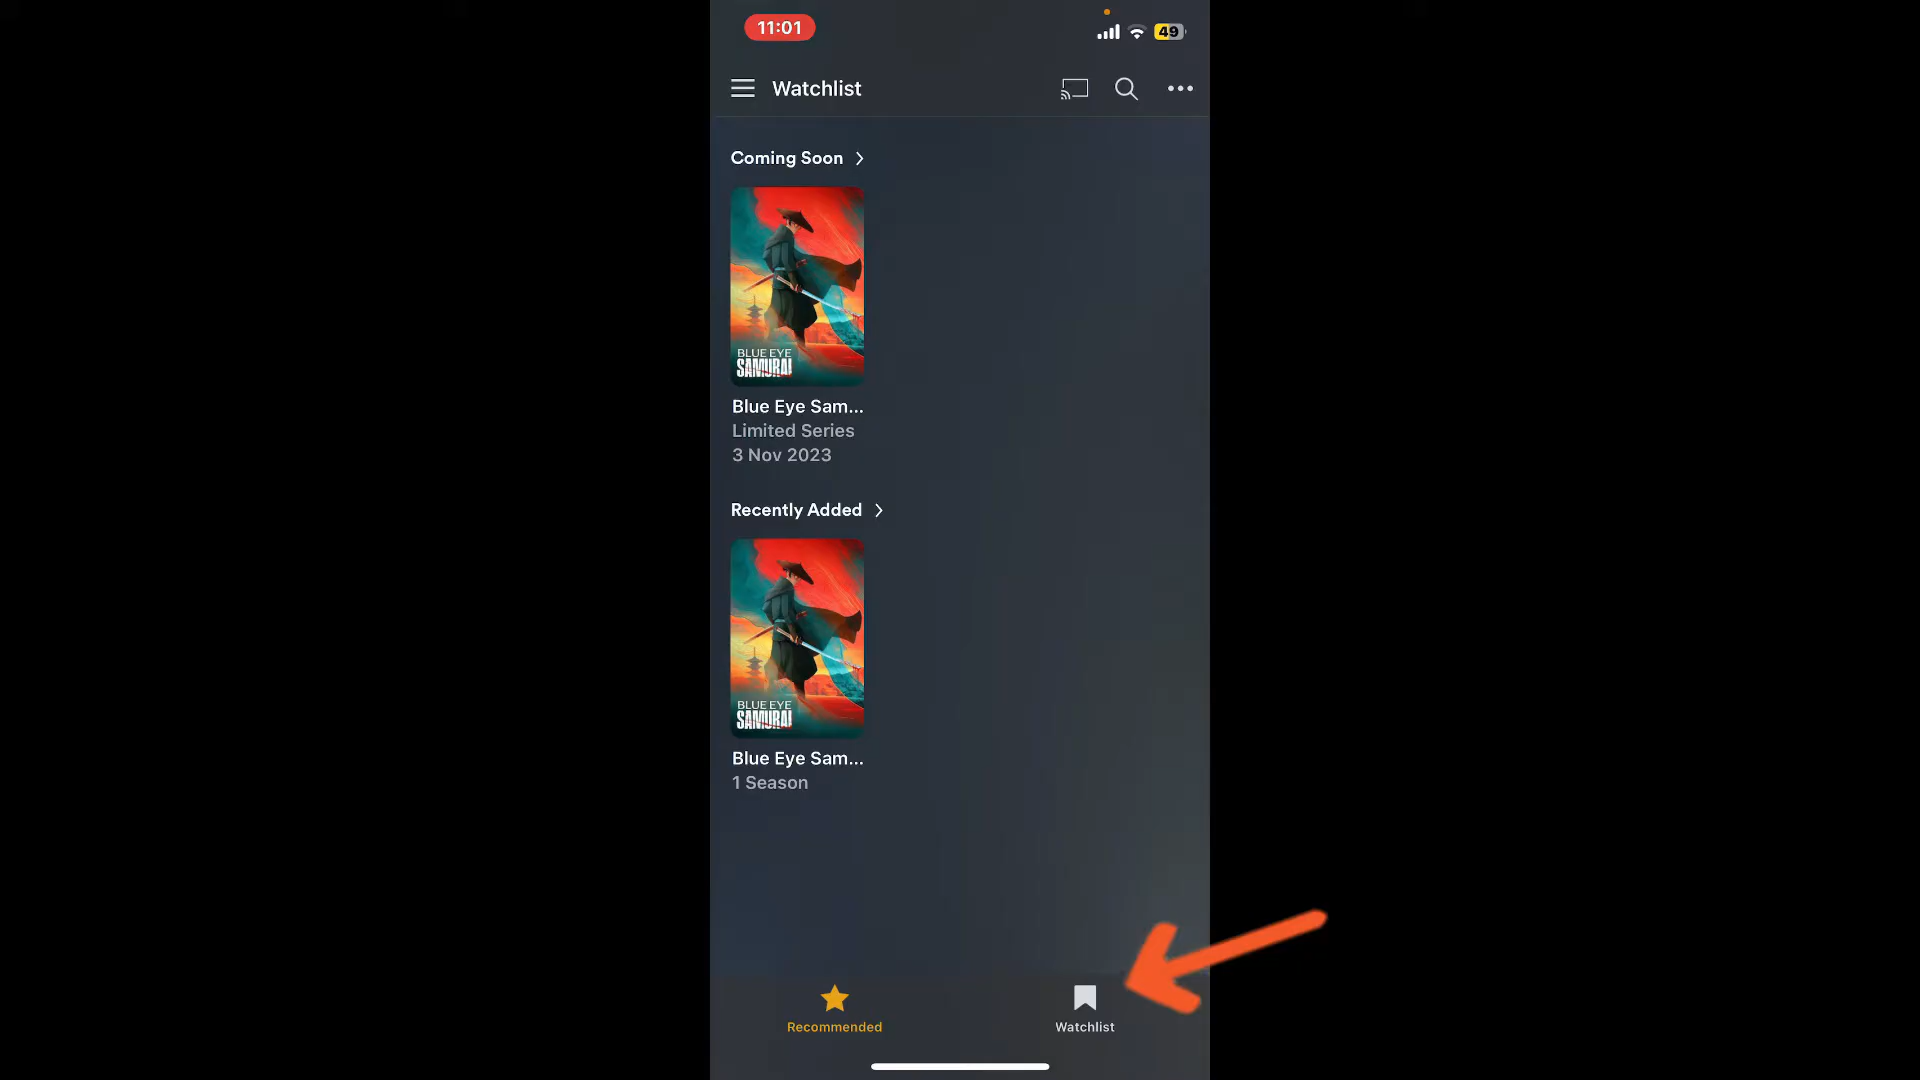 11:01
49
Watchlist
Coming Soon
BLUE EYE
SAMURAI
Blue Eye Sam...
Limited Series
3 Nov 2023
Recently Added
BLUE EYE
SAMURAI
Blue Eye Sam...
1 Season
Recommended
Watchlist